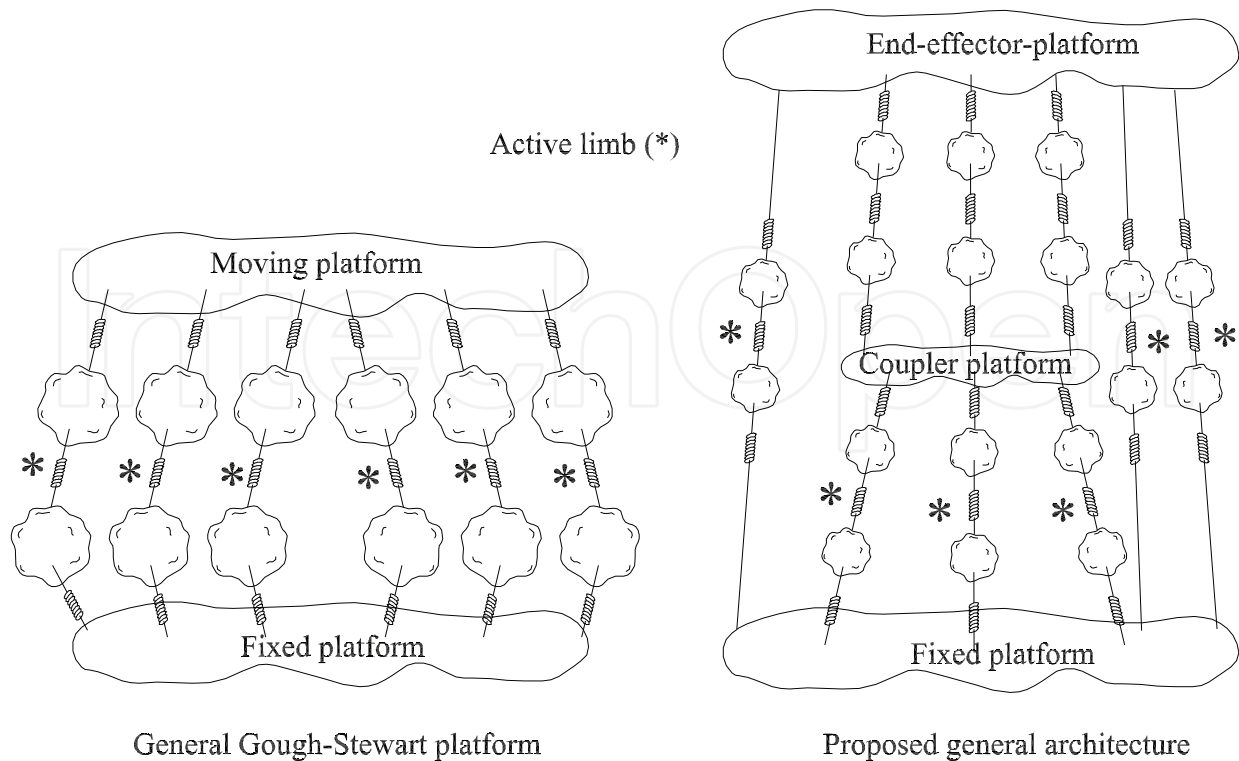 End-effector-platform
Active limb (*)
Moving platform
Coupler platform
* * *
* * * * * *
* * *
Fixed platform
Fixed platform
General Gough-Stewart platform
Proposed general architecture
IntechOpen